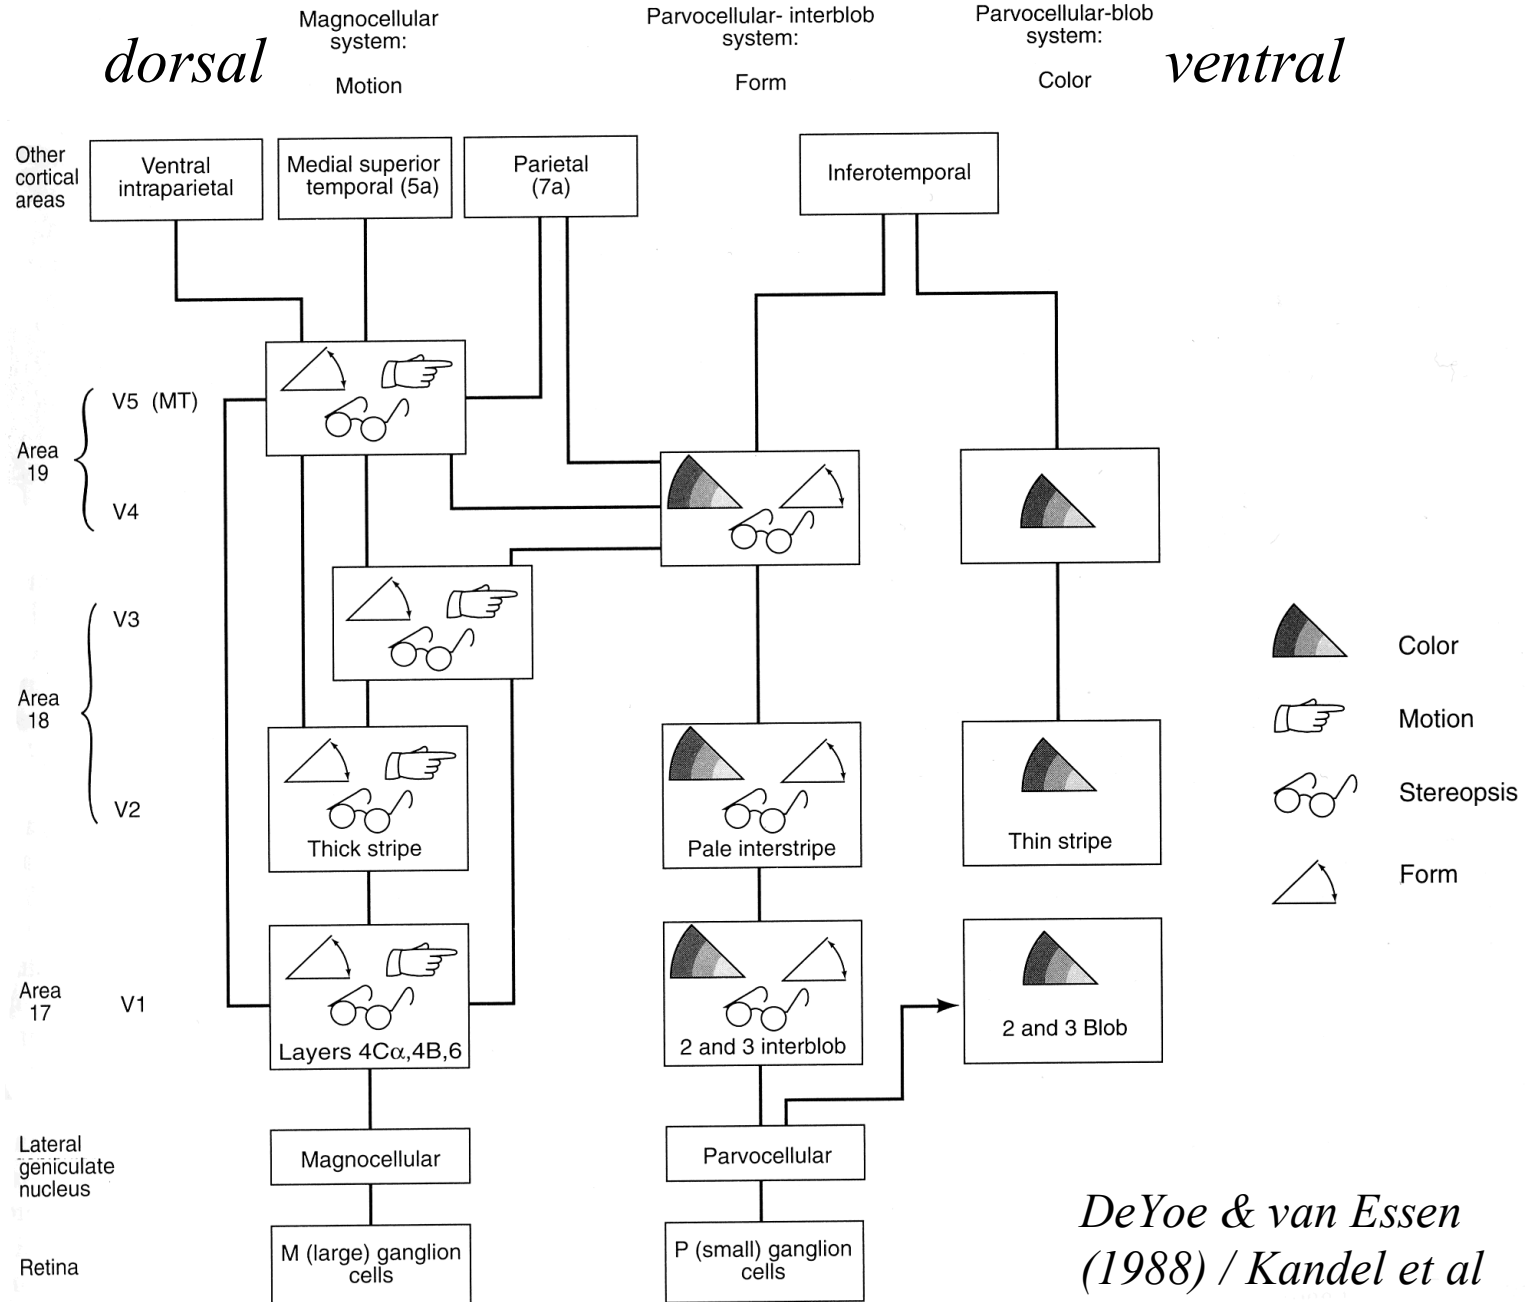 dorsal
Magnocellular
system:
Motion
Parvocellular- interblob
system:
Form
Parvocellular-blob
system:
Color
ventral
Other
cortical
areas
Ventral
intraparietal
Medial superior
temporal (5a)
Parietal
(7a)
Inferotemporal
V5 (MT)
Area
19
V4
V3
Area
18
V2
Thick stripe
Pale interstripe
Thin stripe
Color
Motion
Stereopsis
Form
Area
17
V1
Layers 4Cα,4B,6
2 and 3 interblob
2 and 3 Blob
Lateral
geniculate
nucleus
Magnocellular
Parvocellular
Retina
M (large) ganglion
cells
P (small) ganglion
cells
DeYoe & van Essen
(1988) / Kandel et al